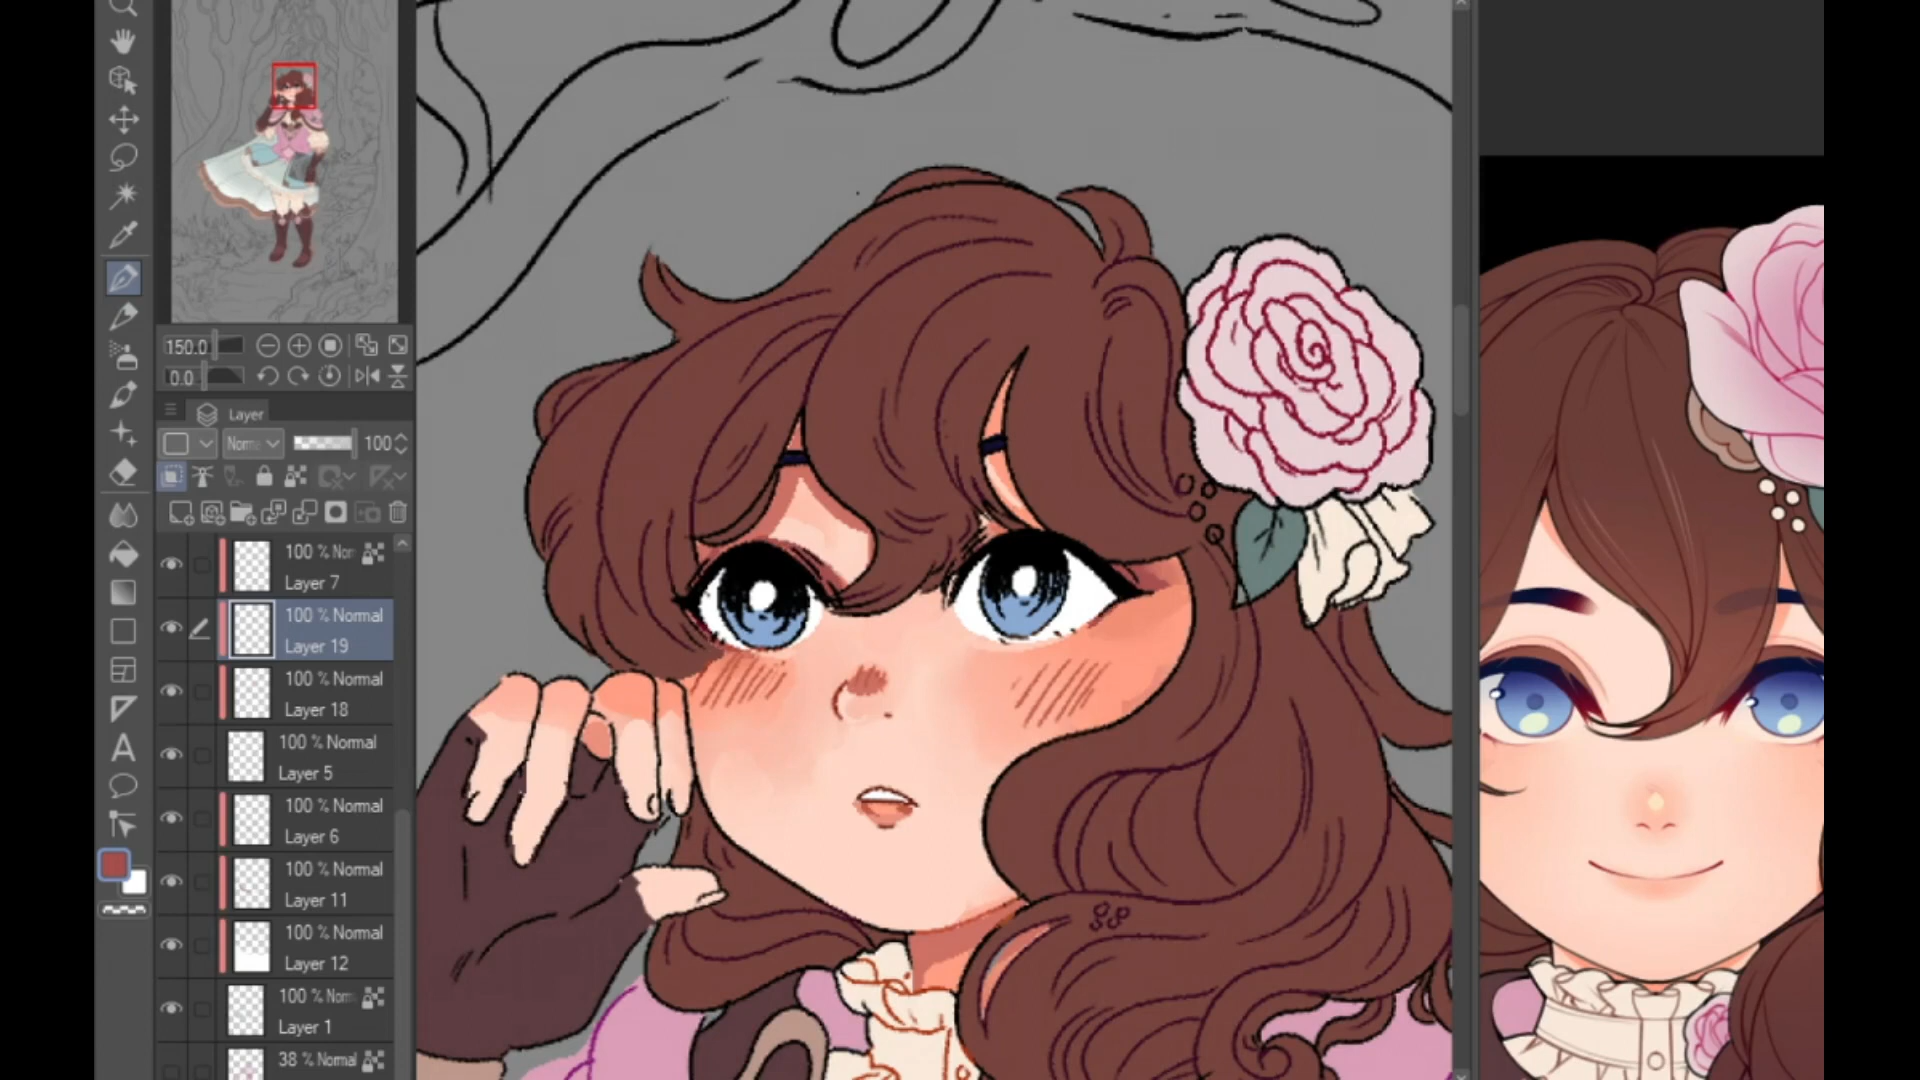 150.0
0.0
Layer
Norm
100
100 % Nor
Layer 7
100 % Normal
Layer 19
100 % Normal
Layer 18
100 % Normal
Layer 5
100 % Normal
Layer 6
100 % Normal
Layer 11
100 % Normal
Layer 12
100 % Norm
Layer 1
38 % Normal